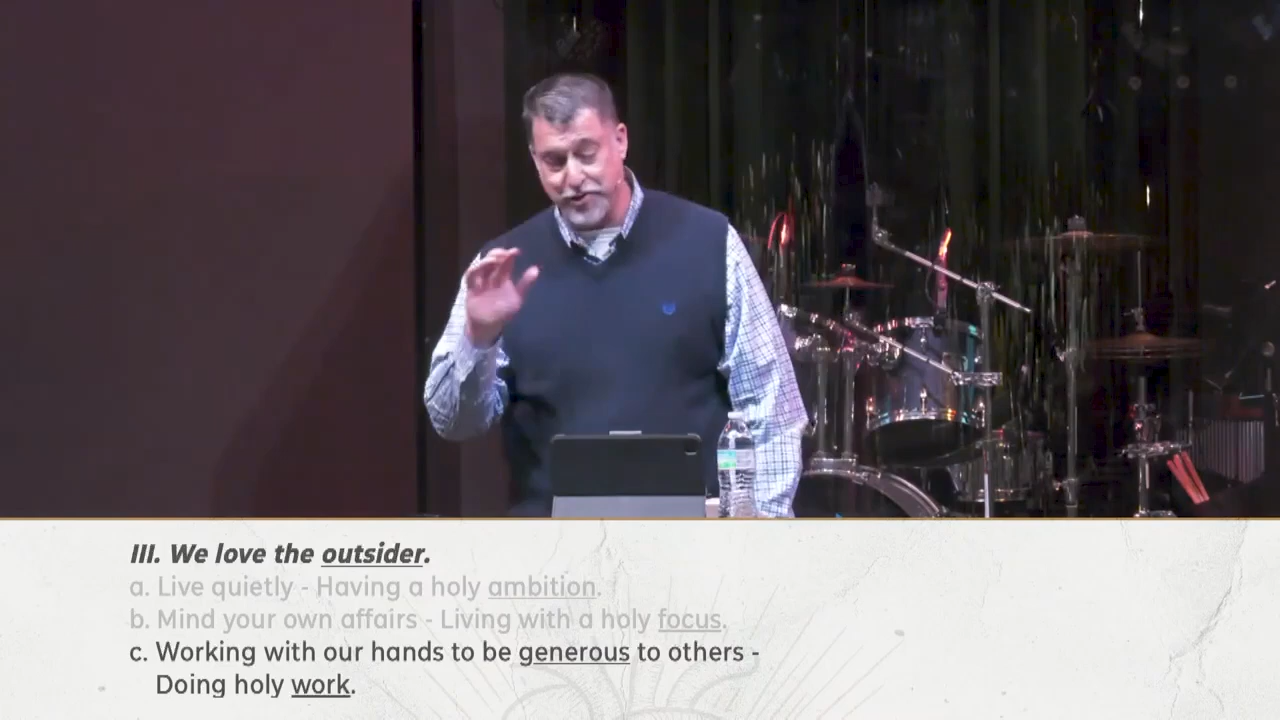 III. We love the outsider.
a. Live quietly - Having a holy ambition.
b. Mind your own affairs - Living with a holy focus.
c. Working with our hands to be generous to others -
Doing holy work.